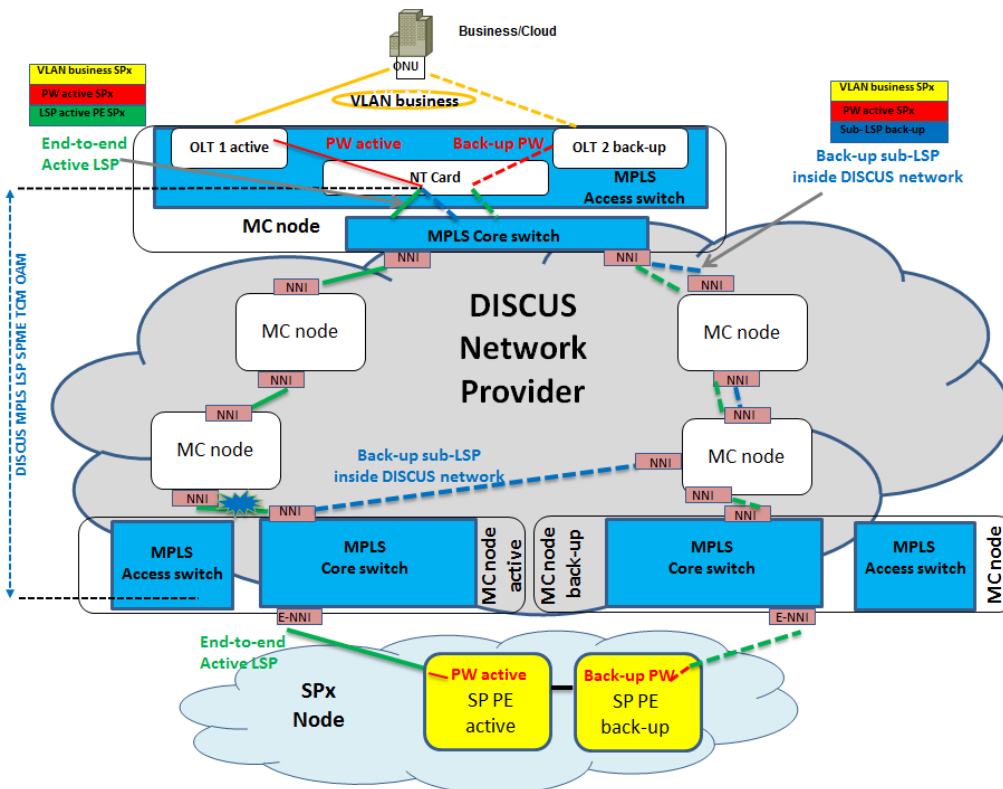 Business/Cloud
ONU
VLAN business SPx
PW active SPx
LSP active PE SPx
VLAN business
VLAN business SPx
PW active SPx
Sub- LSP back-up
End-to-end
Active LSP
OLT 1 active
PW active
Back-up PW
OLT 2 back-up
NT Card
MPLS
Access switch
Back-up sub-LSP
inside DISCUS network
MC node
MPLS Core switch
NNI
NNI
NNI
NNI
MC node
MC node
DISCUS
Network
Provider
DISCUS MPLS LSP SPME TCM OAM
NNI
NNI
NNI
NNI
MC node
MC node
Back-up sub-LSP
inside DISCUS network
NNI
NNI
NNI
NNI
NNI
MPLS
Access switch
MPLS
Core switch
MC node
active
MC node
back-up
MPLS
Core switch
MPLS
Access switch
MC node
E-NNI
E-NNI
End-to-end
Active LSP
PW active
SP PE
active
Back-up PW
SP PE
back-up
SPx
Node